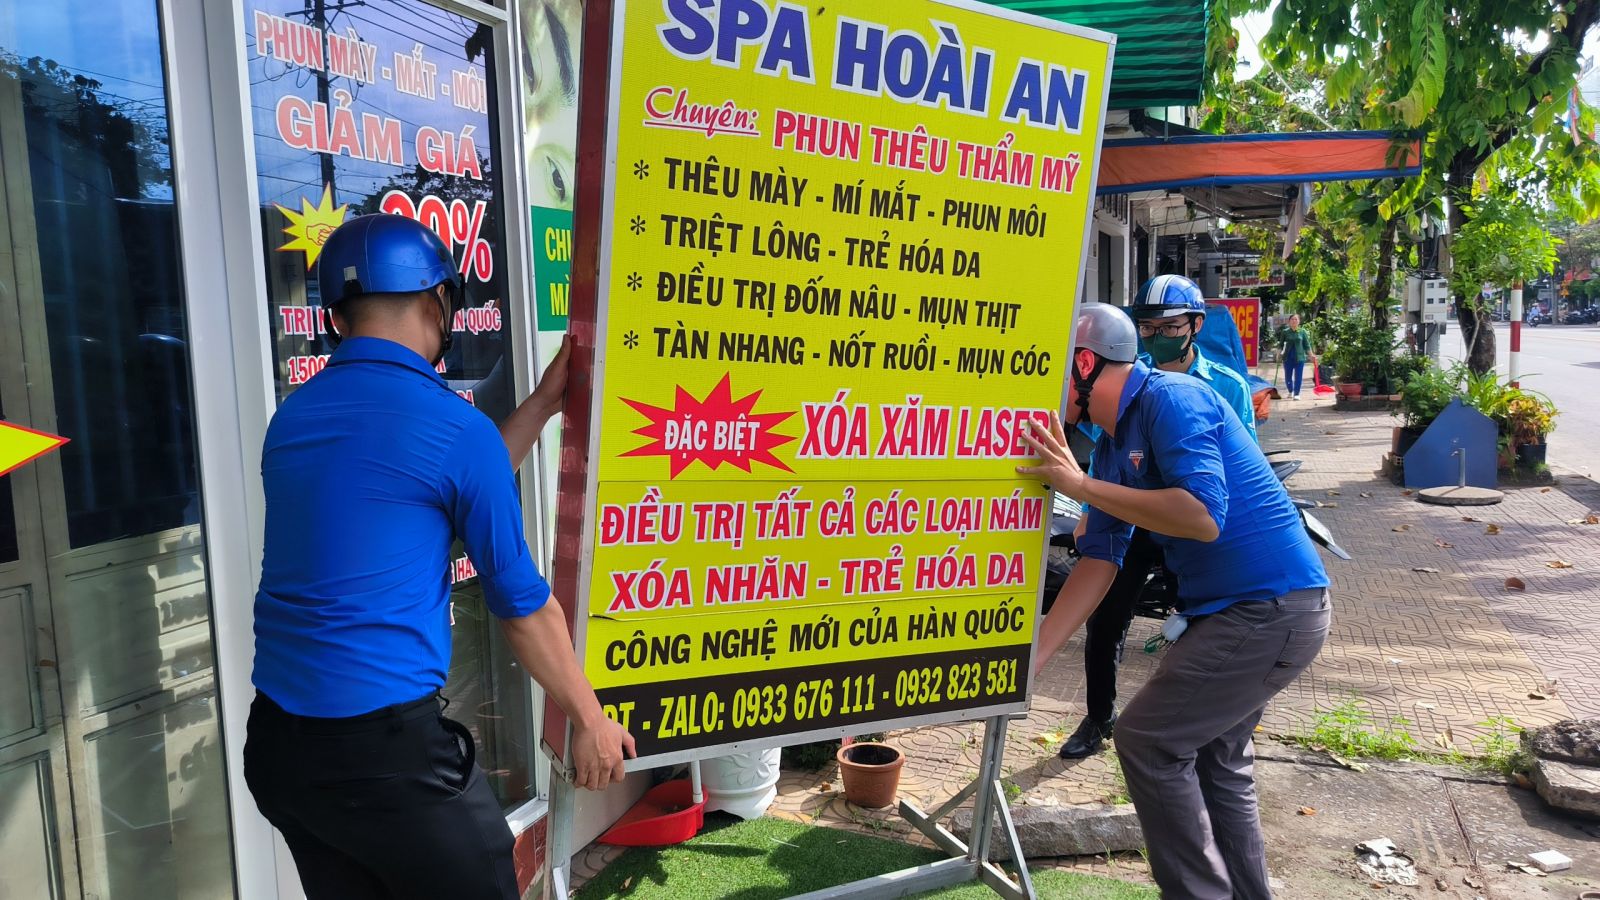 PHUN MÀY - MẮT - MÔI
GIẢM GIÁ
TRỊ
QUỐC
SPA HOÀI AN
Chuyên: PHUN THÊU THẨM MỸ
* THÊU MÀY - MÍ MẮT - PHUN MÔI
* TRIỆT LÔNG - TRẺ HÓA DA
* ĐIỀU TRỊ ĐỐM NÂU - MỤN THỊT
* TÀN NHANG - NỐT RUỒI - MỤN CÓC
ĐẶC BIỆT XÓA XĂM LASER
ĐIỀU TRỊ TẤT CẢ CÁC LOẠI NÁM
XÓA NHĂN - TRẺ HÓA DA
CÔNG NGHỆ MỚI CỦA HÀN QUỐC
ĐT - ZALO: 0933 676 111 - 0932 823 581